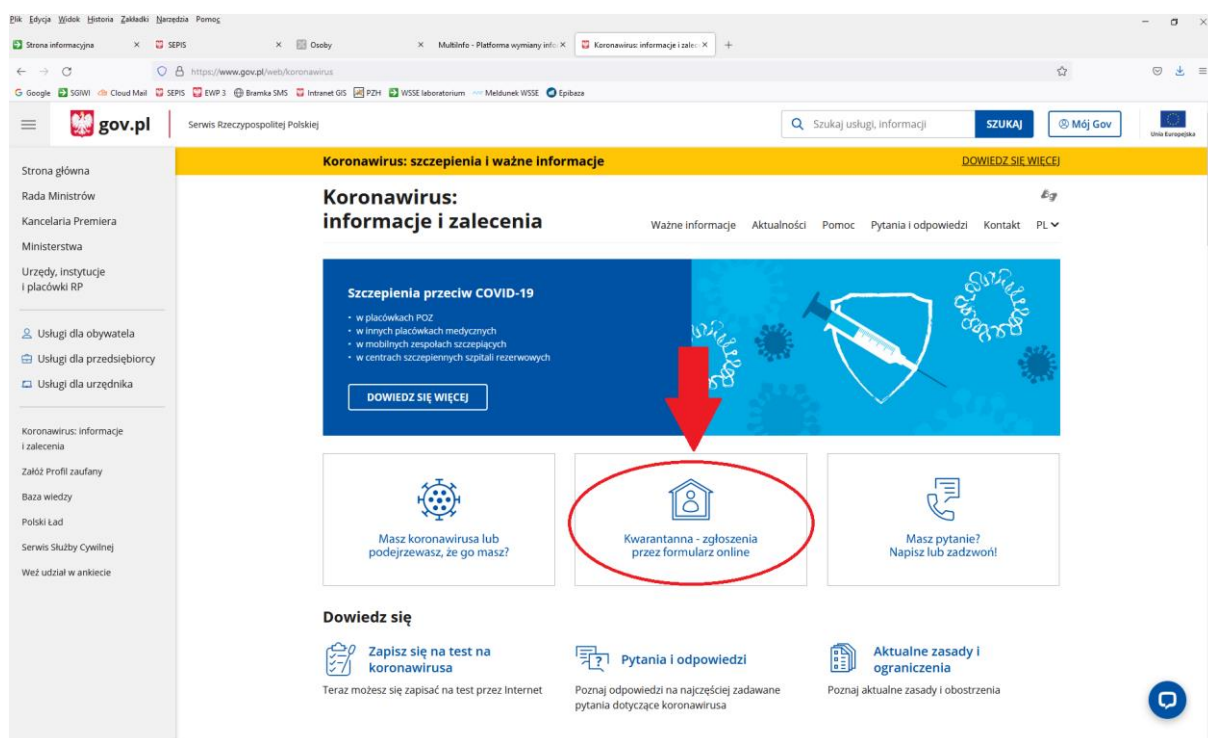 Plik Edycja Widok Historia Zakładki Narzędzia Pomoc
Strona informacyjna SEPIS Osoby MultiInfo - Platforma wymiany info Koronawirus: informacje i zalec
https://www.gov.pl/web/koronawirus
Google SGIWI Cloud Mail SEPIS EWP 3 Bramka SMS Intranet GIS PZH WSSE laboratorium Meldunek WSSE Epibaza
gov.pl Serwis Rzeczypospolitej Polskiej Szukaj usługi, informacji SZUKAJ Mój Gov Unia Europejska
Koronawirus: szczepienia i ważne informacje DOWIEDZ SIĘ WIĘCEJ
Strona główna
Rada Ministrów
Kancelaria Premiera
Ministerstwa
Urzędy, instytucje
i placówki RP
Usługi dla obywatela
Usługi dla przedsiębiorcy
Usługi dla urzędnika
Koronawirus: informacje
i zalecenia
Załóż Profil zaufany
Baza wiedzy
Polski Ład
Serwis Służby Cywilnej
Weź udział w ankiecie
Koronawirus:
informacje i zalecenia
Ważne informacje Aktualności Pomoc Pytania i odpowiedzi Kontakt PL
Szczepienia przeciw COVID-19
• w placówkach POZ
• w innych placówkach medycznych
• w mobilnych zespołach szczepiących
• w centrach szczepiennych szpitali rezerwowych
DOWIEDZ SIĘ WIĘCEJ
Masz koronawirusa lub
podejrzewasz, że go masz?
Kwarantanna - zgłoszenia
przez formularz online
Masz pytanie?
Napisz lub zadzwoń!
Dowiedz się
Zapisz się na test na
koronawirusa
Teraz możesz się zapisać na test przez Internet
Pytania i odpowiedzi
Poznaj odpowiedzi na najczęściej zadawane
pytania dotyczące koronawirusa
Aktualne zasady i
ograniczenia
Poznaj aktualne zasady i obostrzenia